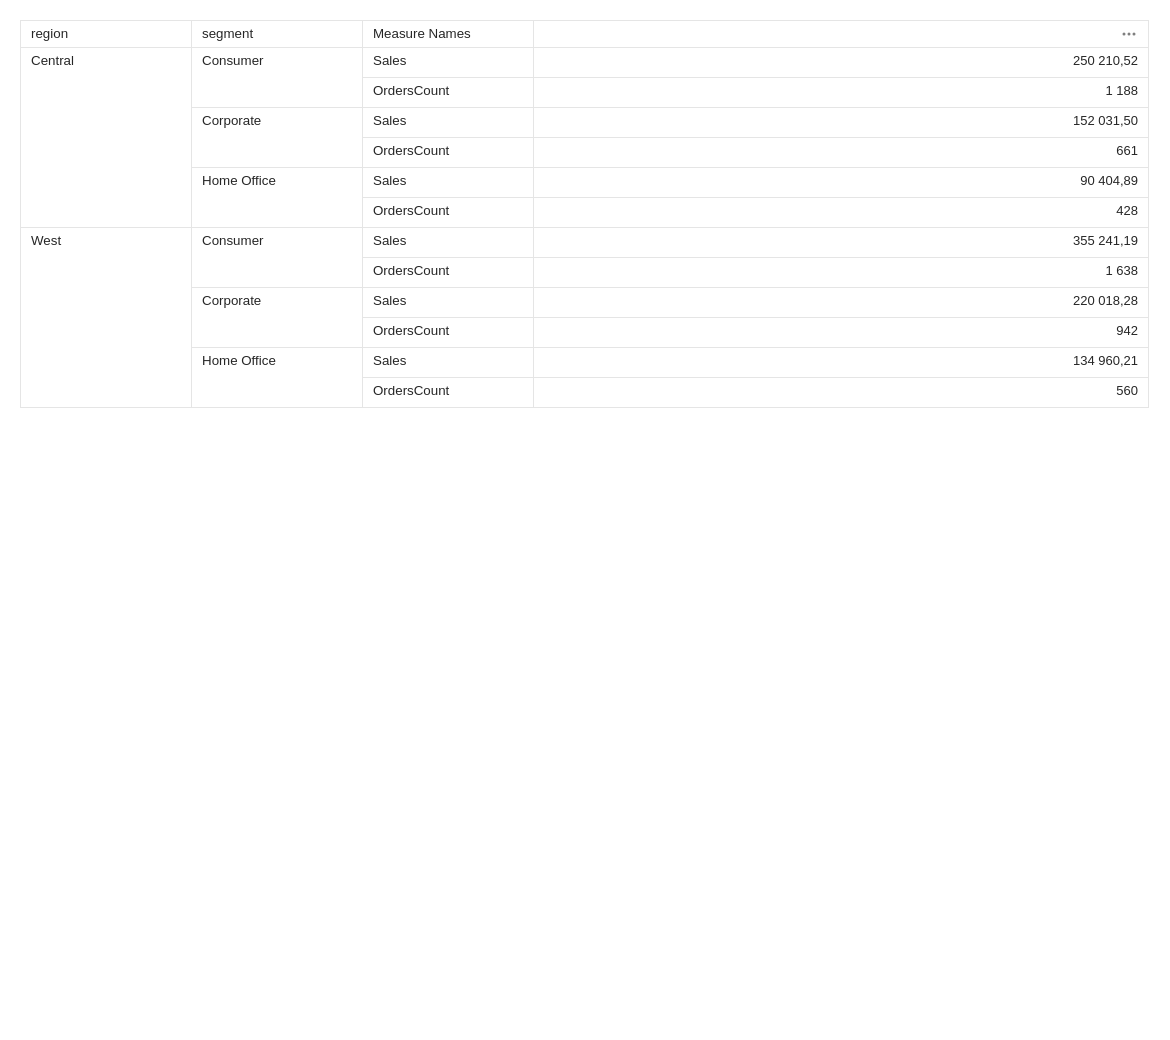 region segment Measure Names
Central Consumer Sales 250 210,52
OrdersCount 1 188
Corporate Sales 152 031,50
OrdersCount 661
Home Office Sales 90 404,89
OrdersCount 428
West Consumer Sales 355 241,19
OrdersCount 1 638
Corporate Sales 220 018,28
OrdersCount 942
Home Office Sales 134 960,21
OrdersCount 560